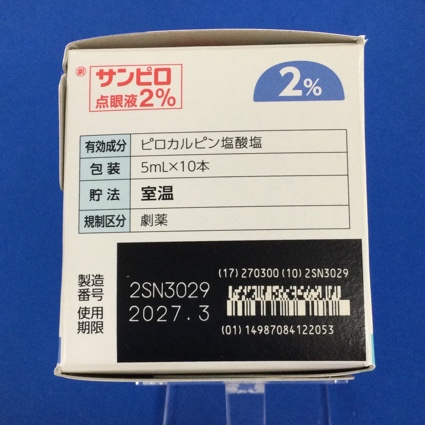 劇
サンピロ
点眼液2%
2%
有効成分 ピロカルピン塩酸塩
包装 5mL×10本
貯法 室温
規制区分 劇薬
(17) 270300 (10) 2SN3029
製造番号 2SN3029
使用期限 2027.3
(01) 14987084122053